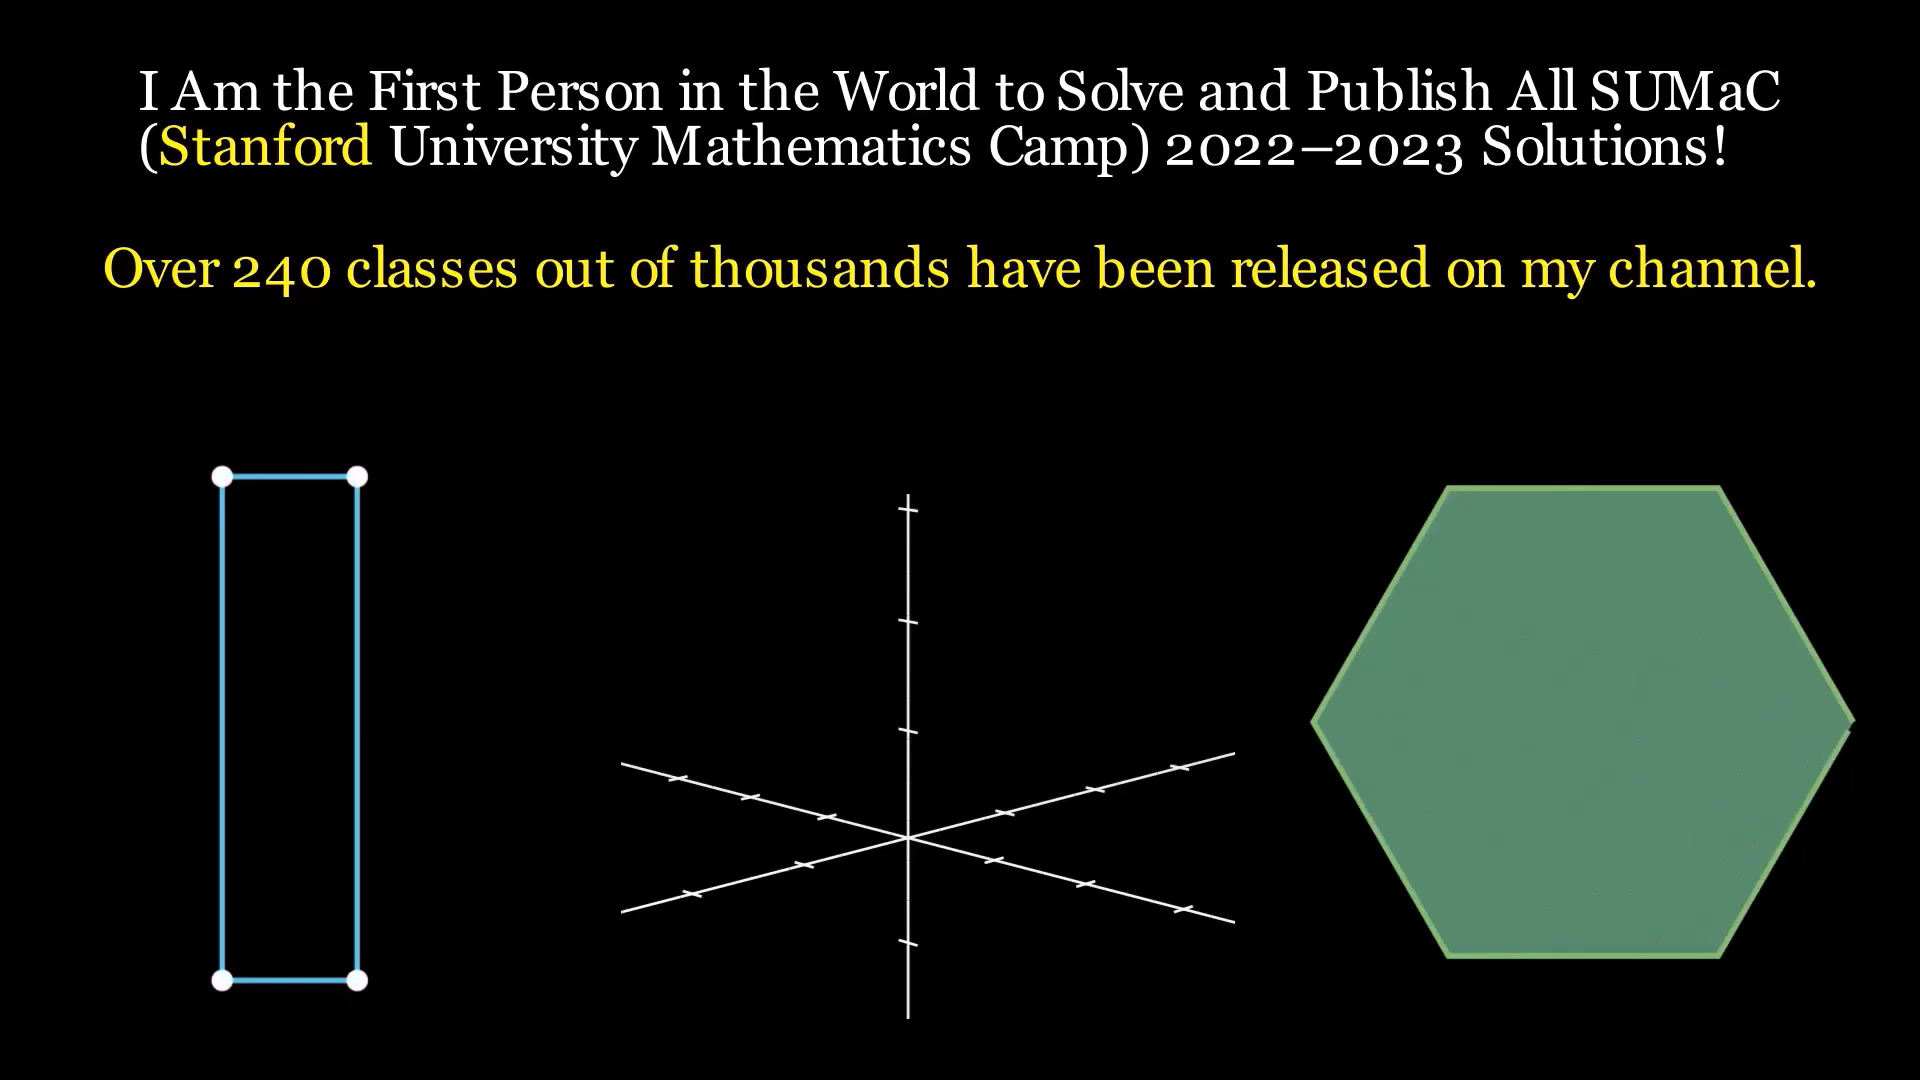 I Am the First Person in the World to Solve and Publish All SUMaC
(Stanford University Mathematics Camp) 2022–2023 Solutions!
Over 240 classes out of thousands have been released on my channel.